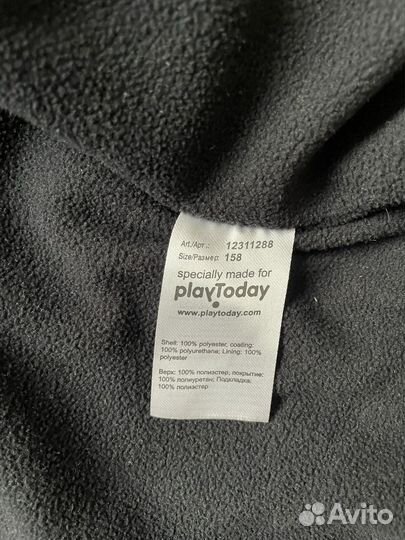 Art./Арт.: 12311288
Size/Размер: 158
specially made for
playToday
www.playtoday.com
Shell: 100% polyester, coating:
100% polyurethane; Lining: 100%
polyester
Верх: 100% полиэстер, покрытие:
100% полиуретан; Подкладка:
100% полиэстер
Avito